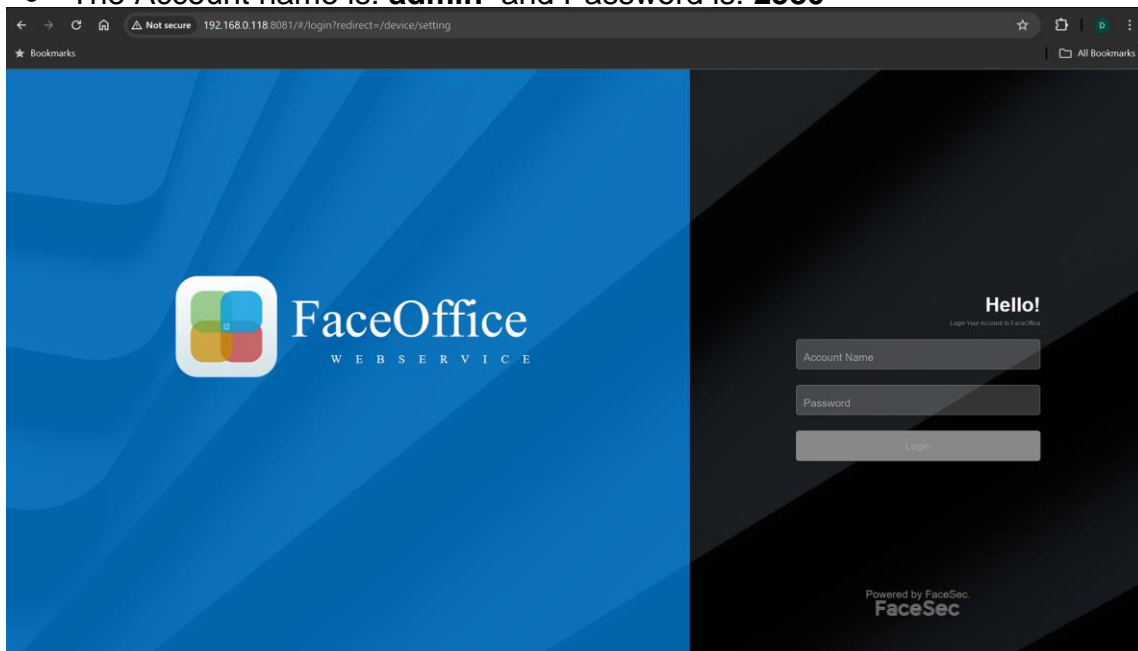 The Account name is: admin and Password is:
Not secure 192.168.0.118:8081/#/login?redirect=/device/setting
D
Bookmarks
All Bookmarks
FaceOffice
WEBSERVICE
Hello!
Login Your Account to FaceOffice
Account Name
Password
Login
Powered by FaceSec.
FaceSec